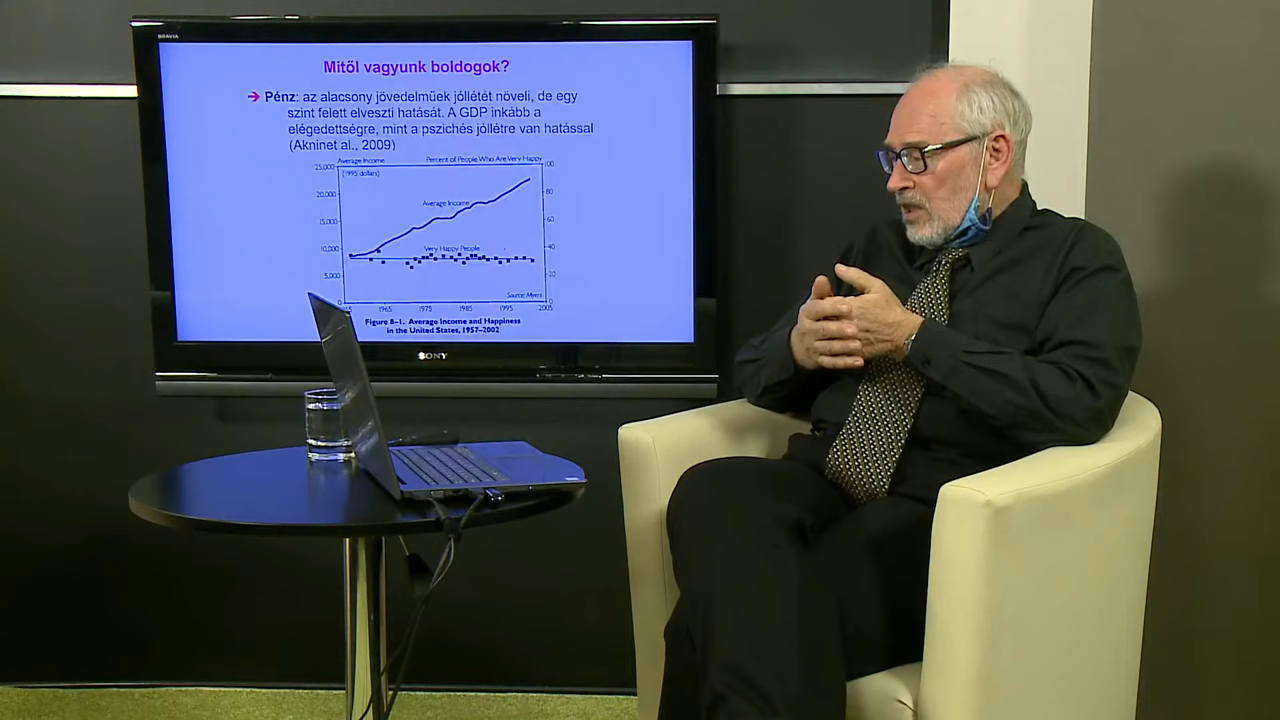 BRAVIA
Mitől vagyunk boldogok?
➔ Pénz: az alacsony jövedelműek jóllétét növeli, de egy
szint felett elveszti hatását. A GDP inkább a
elégedettségre, mint a pszichés jóllétre van hatással
(Akninet al., 2009)
Average Income Percent of People Who Are Very Happy
25,000 (1995 dollars) 100
20,000 80
Average Income
15,000 60
10,000 Very Happy People 40
5,000 20
Source: Myers 0
1965 1975 1985 1995 2005
Figure 8–1. Average Income and Happiness
in the United States, 1957–2002
SONY